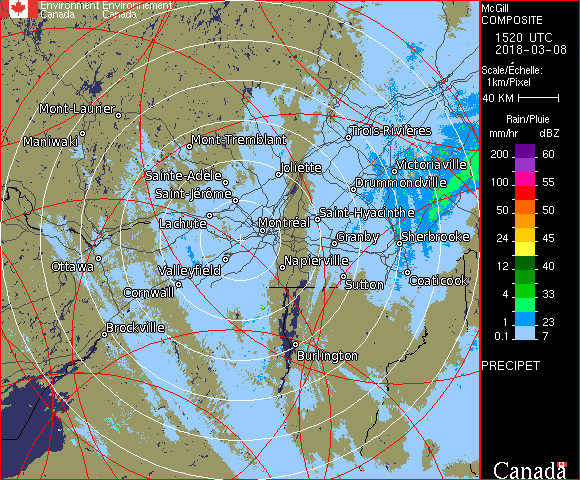 Environment Environnement
Canada Canada
McGill
COMPOSITE
1520 UTC
2018-03-08
Scale/Échelle:
1km/Pixel
40 KM
Rain/Pluie
mm/hr dBZ
200 60
100 55
50 50
24 45
12 40
4 33
1 23
0.1 7
PRECIPET
Canada
Mont-Laurier
Maniwaki
Mont-Tremblant
Trois-Rivières
Sainte-Adèle
Joliette
Victoriaville
Saint-Jérôme
Drummondville
Lachute
Montréal
Saint-Hyacinthe
Granby
Sherbrooke
Ottawa
Valleyfield
Napierville
Cornwall
Sutton
Coaticook
Brockville
Burlington